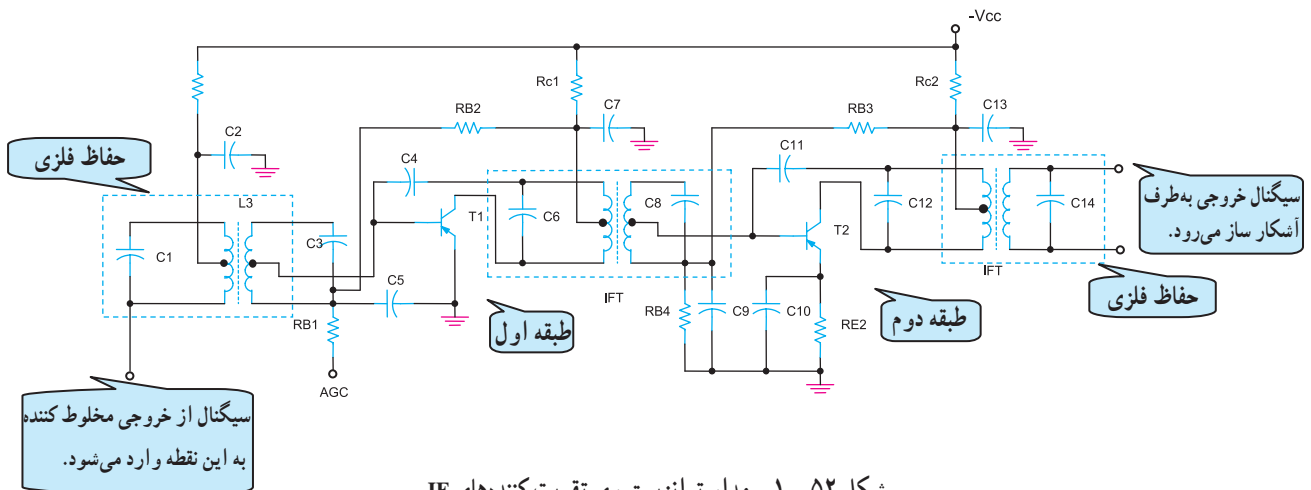 -Vcc
Rc1
Rc2
RB2
C7
RB3
C13
C2
حفاظ فلزی
C4
C11
L3
سیگنال خروجی به‌طرف
آشکار ساز می‌رود.
C1
C3
T1
C6
C8
T2
C12
C14
C5
IFT
IFT
RB1
طبقه اول
RB4
C9
C10
RE2
طبقه دوم
حفاظ فلزی
AGC
سیگنال از خروجی مخلوط کننده
به این نقطه وارد می‌شود.